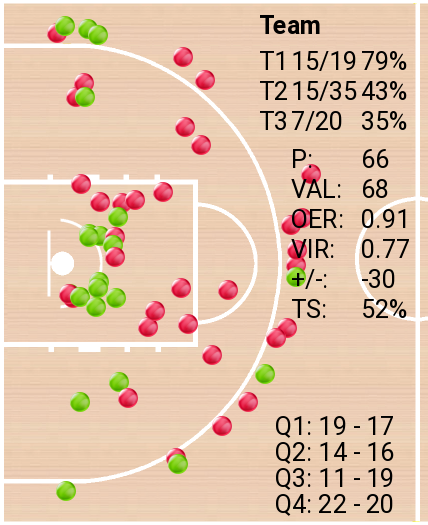 Team
T1 15/19 79%
T2 15/35 43%
T3 7/20 35%
P: 66
VAL: 68
OER: 0.91
VIR: 0.77
+/-: -30
TS: 52%
Q1: 19 - 17
Q2: 14 - 16
Q3: 11 - 19
Q4: 22 - 20